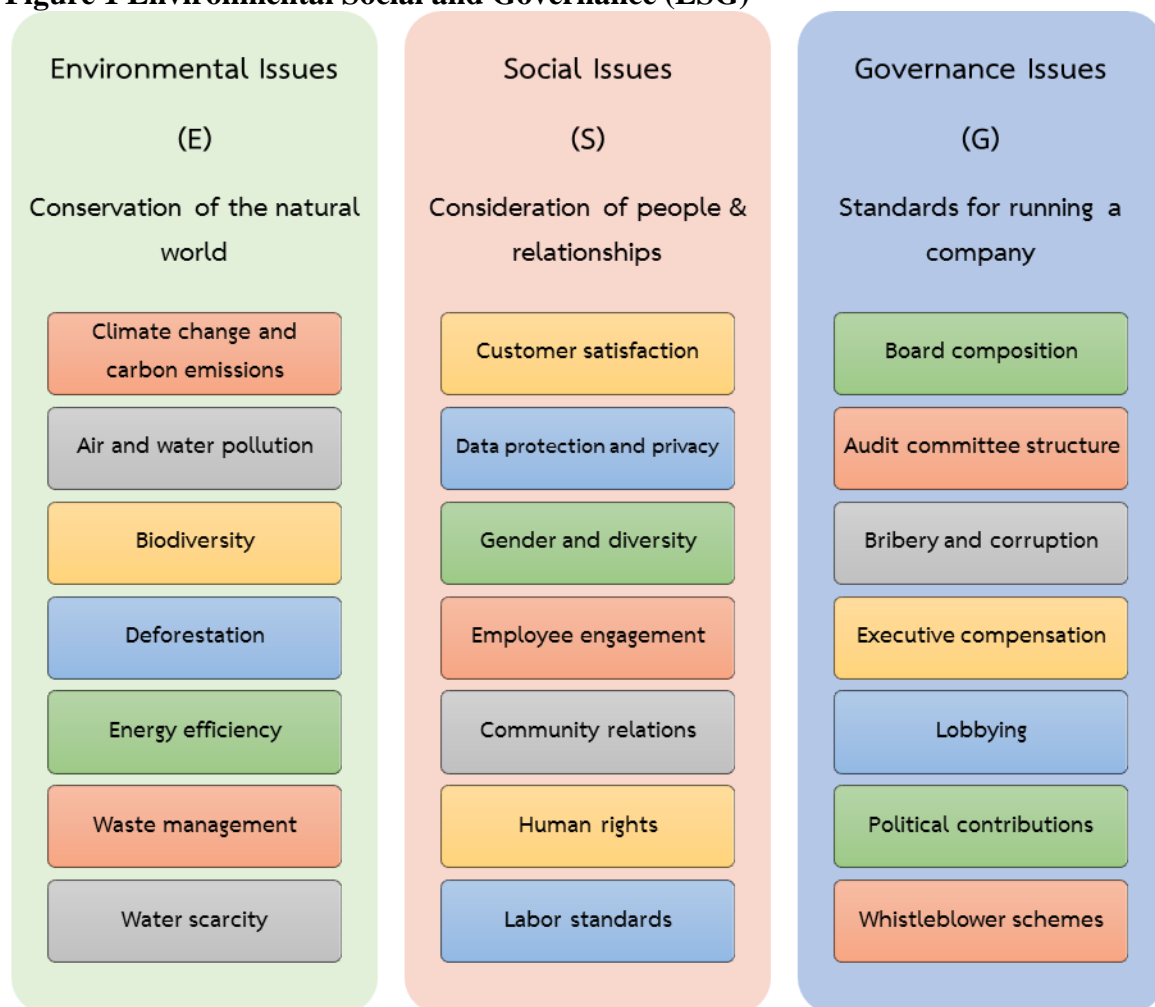 Figure 1 Environmental Social and Governance (ESG)
Environmental Issues
(E)
Conservation of the natural
world
Climate change and
carbon emissions
Air and water pollution
Biodiversity
Deforestation
Energy efficiency
Waste management
Water scarcity
Social Issues
(S)
Consideration of people &
relationships
Customer satisfaction
Data protection and privacy
Gender and diversity
Employee engagement
Community relations
Human rights
Labor standards
Governance Issues
(G)
Standards for running a
company
Board composition
Audit committee structure
Bribery and corruption
Executive compensation
Lobbying
Political contributions
Whistleblower schemes